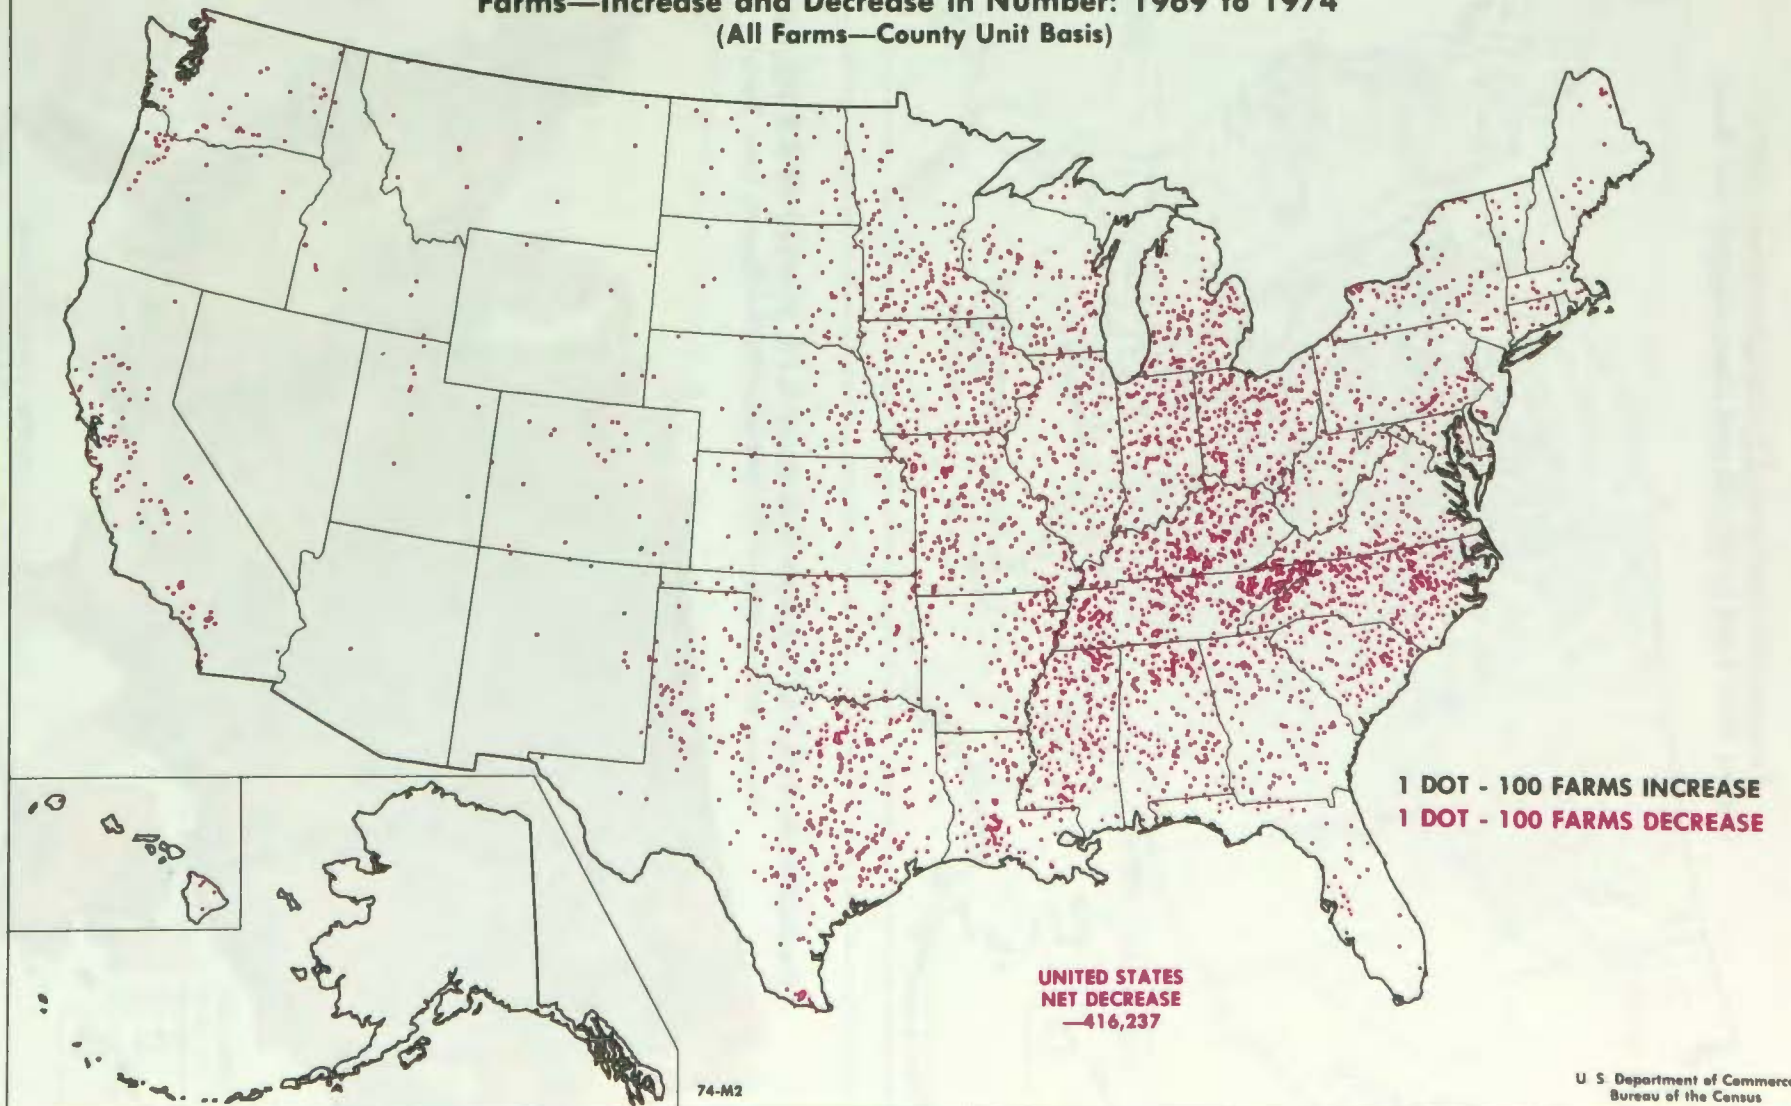 Farms—Increase and Decrease in Number: 1969 to 1974
(All Farms—County Unit Basis)
1 DOT - 100 FARMS INCREASE
1 DOT - 100 FARMS DECREASE
UNITED STATES
NET DECREASE
—416,237
74-M2
U S Department of Commerce
Bureau of the Census